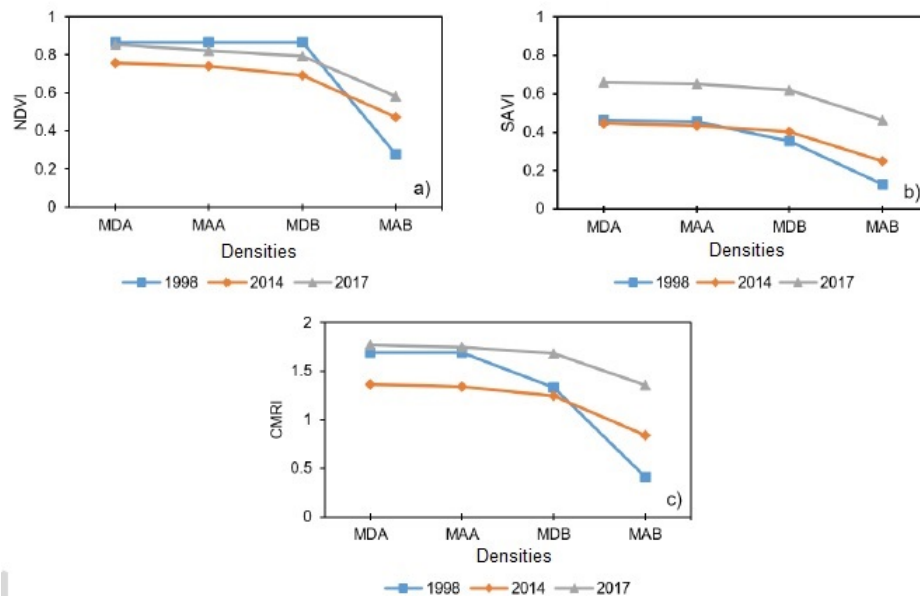 1
0.8
0.6
0.4
0.2
0
NDVI
MDA MAA MDB MAB
a)
Densities
1998 2014 2017
1
0.8
0.6
0.4
0.2
0
SAVI
MDA MAA MDB MAB
b)
Densities
1998 2014 2017
2
1.5
1
0.5
0
CMRI
MDA MAA MDB MAB
c)
Densities
1998 2014 2017